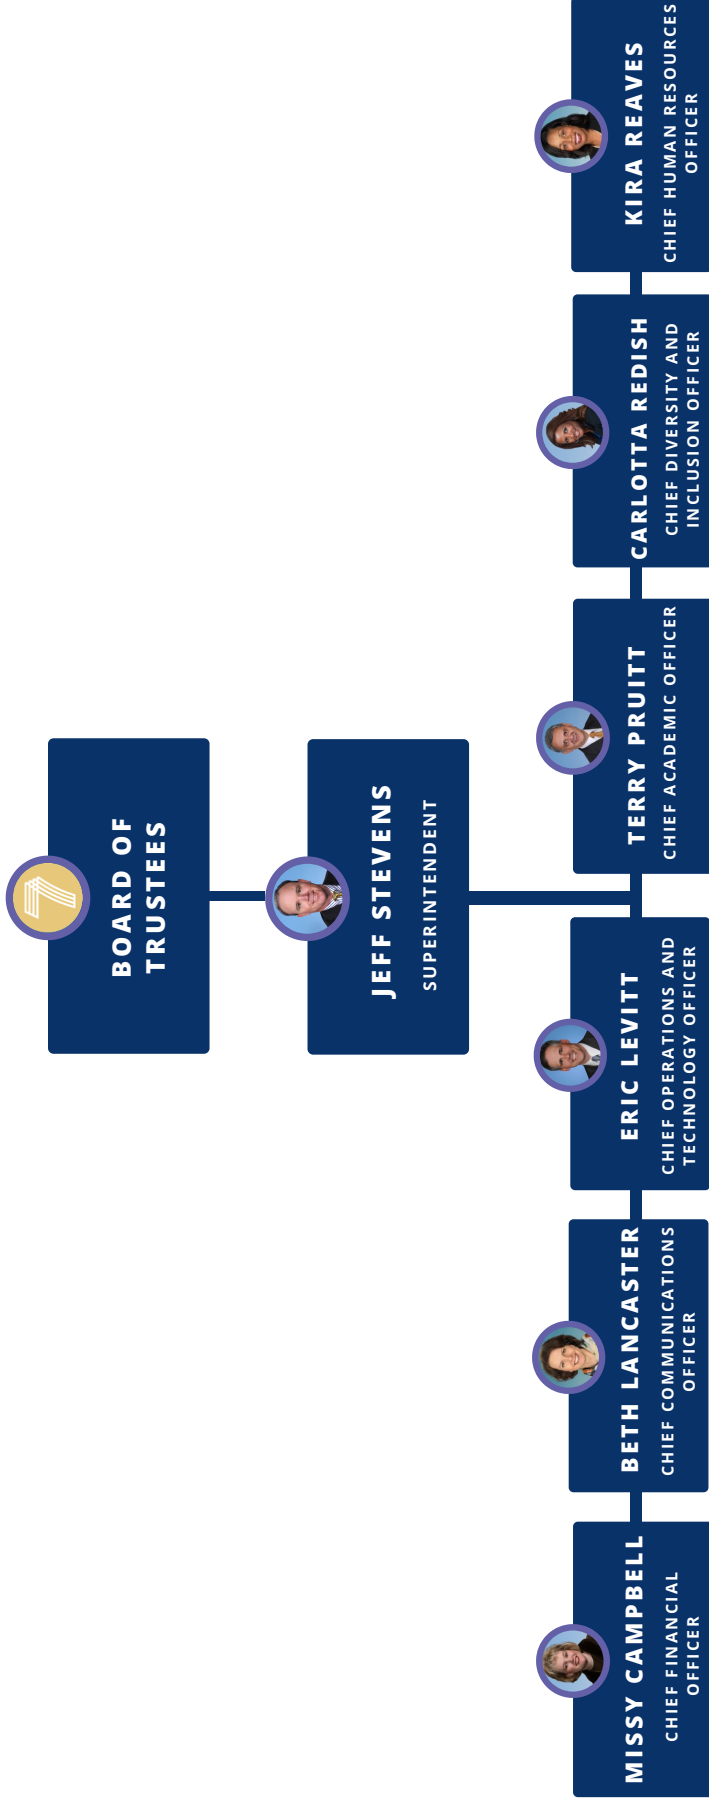 BOARD OF
TRUSTEES
JEFF STEVENS
SUPERINTENDENT
MISSY CAMPBELL
CHIEF FINANCIAL
OFFICER
BETH LANCASTER
CHIEF COMMUNICATIONS
OFFICER
ERIC LEVITT
CHIEF OPERATIONS AND
TECHNOLOGY OFFICER
TERRY PRUITT
CHIEF ACADEMIC OFFICER
CARLOTTA REDISH
CHIEF DIVERSITY AND
INCLUSION OFFICER
KIRA REAVES
CHIEF HUMAN RESOURCES
OFFICER